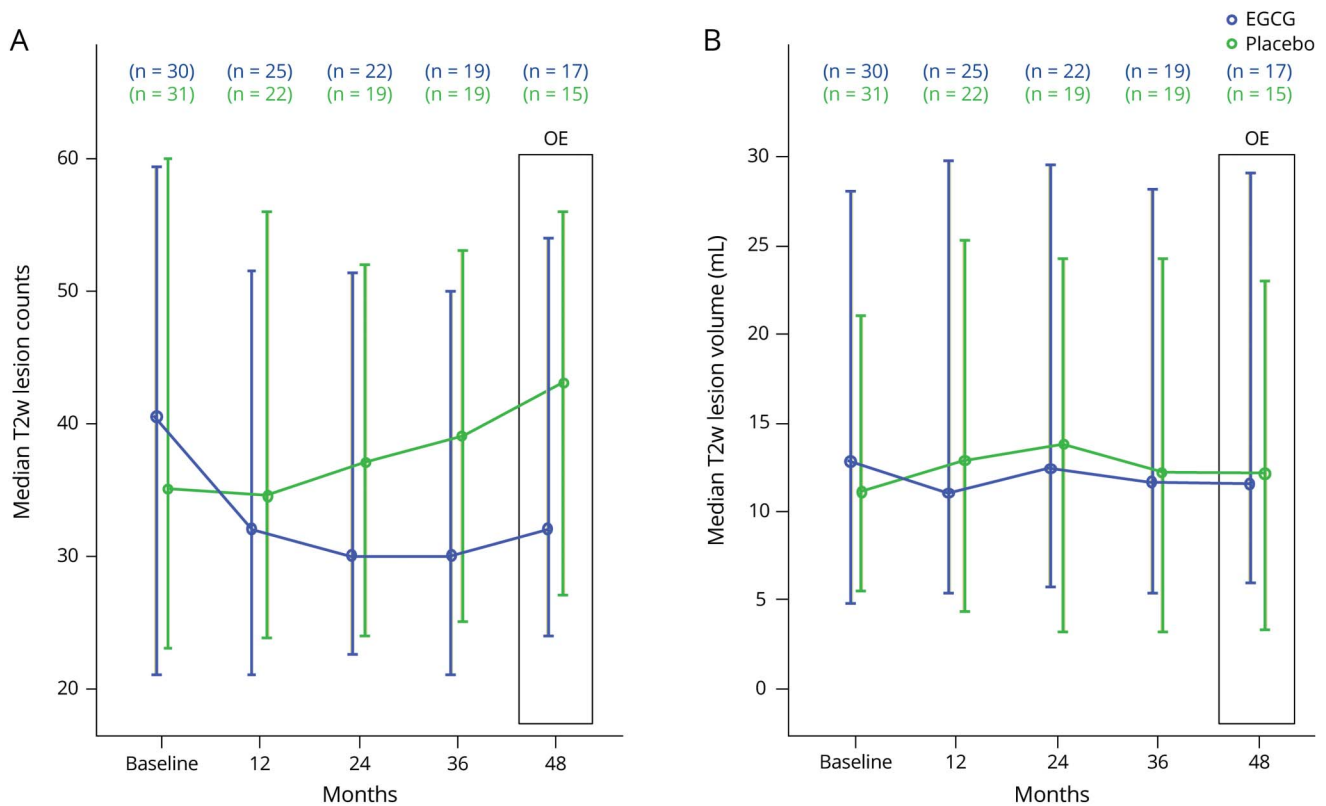 EGCG
Placebo
A
(n = 30) (n = 25) (n = 22) (n = 19) (n = 17)
(n = 31) (n = 22) (n = 19) (n = 19) (n = 15)
OE
60
50
40
30
20
Median T2w lesion counts
Baseline 12 24 36 48
Months
B
(n = 30) (n = 25) (n = 22) (n = 19) (n = 17)
(n = 31) (n = 22) (n = 19) (n = 19) (n = 15)
OE
30
25
20
15
10
5
0
Median T2w lesion volume (mL)
Baseline 12 24 36 48
Months